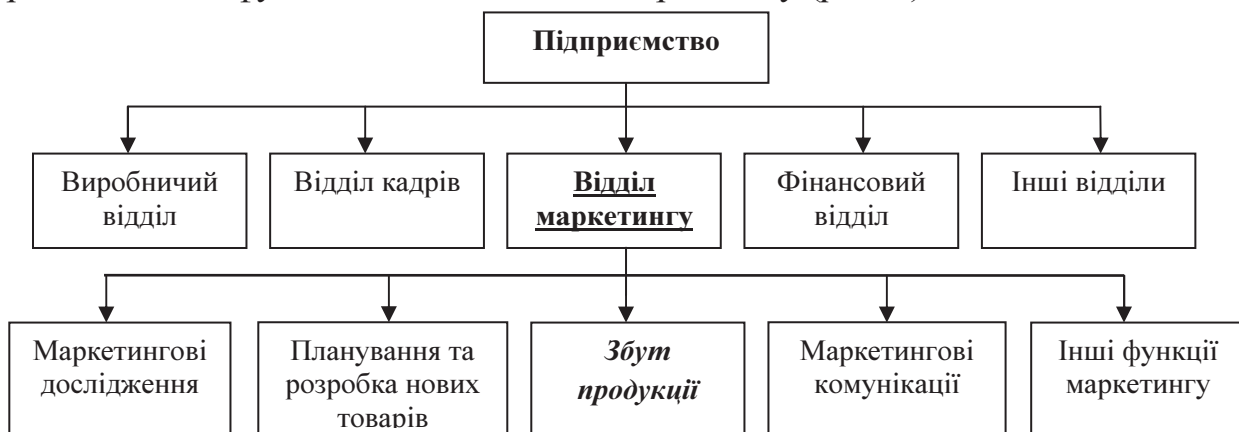 Підприємство
Виробничий
відділ
Відділ кадрів
Відділ
маркетингу
Фінансовий
відділ
Інші відділи
Маркетингові
дослідження
Планування та
розробка нових
товарів
Збут
продукції
Маркетингові
комунікації
Інші функції
маркетингу